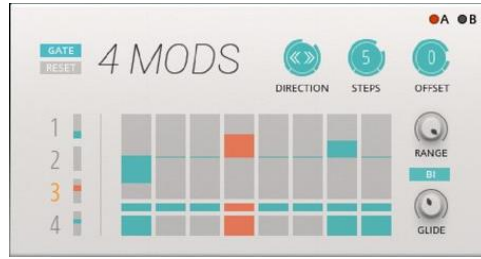 A B
GATE
RESET
4 MODS
« »
5
0
DIRECTION
STEPS
OFFSET
1
2
3
4
RANGE
BI
GLIDE